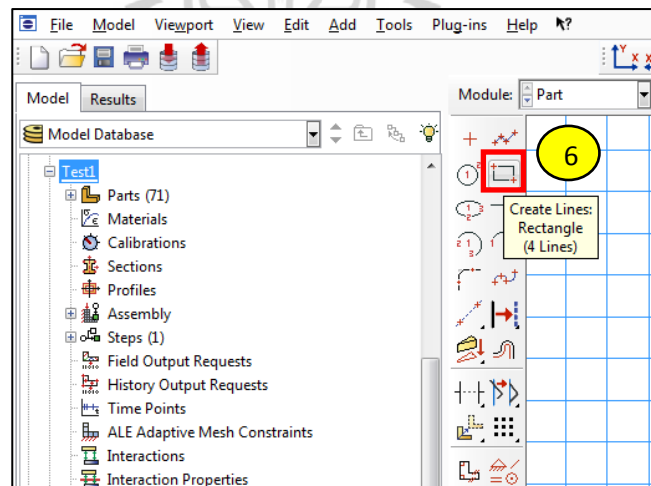 File Model Viewport View Edit Add Tools Plug-ins Help
Model Results
Module: Part
Model Database
6
Test1
Create Lines:
Rectangle
(4 Lines)
Parts (71)
Materials
Calibrations
Sections
Profiles
Assembly
Steps (1)
Field Output Requests
History Output Requests
Time Points
ALE Adaptive Mesh Constraints
Interactions
Interaction Properties